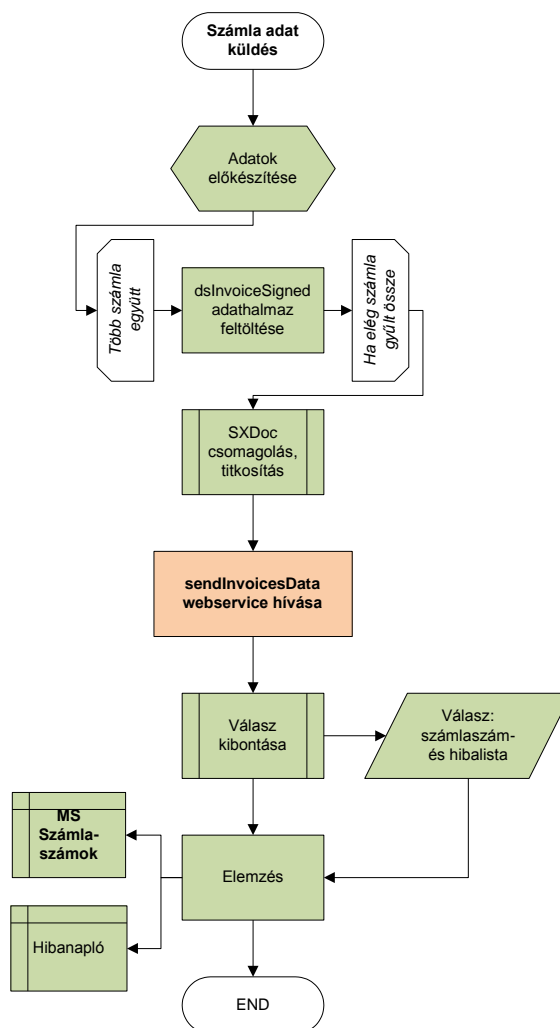 Számla adat
küldés
Adatok
előkészítése
Több számla
együtt
dsInvoiceSigned
adathalmaz
feltöltése
Ha elég számla
gyűlt össze
SXDoc
csomagolás,
titkosítás
sendInvoicesData
webservice hívása
Válasz
kibontása
Válasz:
számlaszám-
és hibalista
MS
Számla-
számok
Elemzés
Hibanapló
END